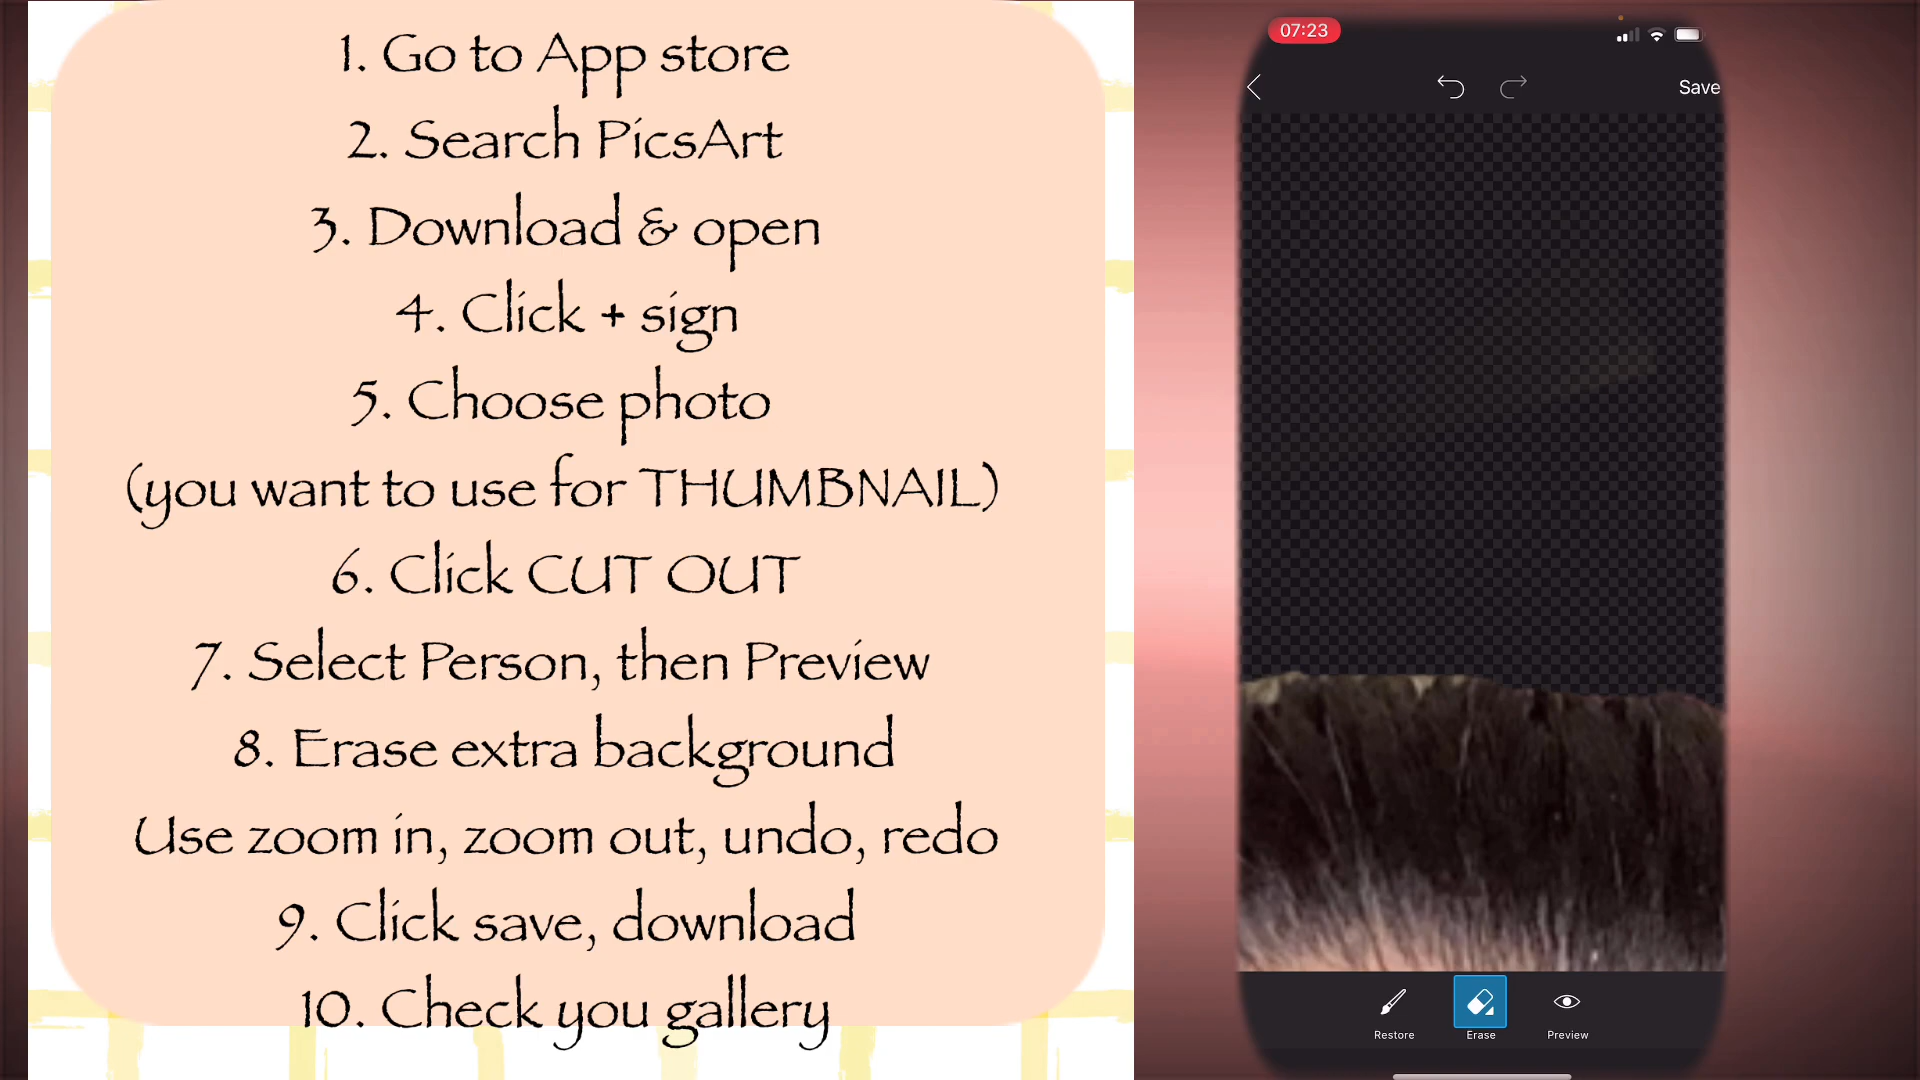 1. Go to App store
2. Search PicsArt
3. Download & open
4. Click + sign
5. Choose photo
(you want to use for THUMBNAIL)
6. Click CUT OUT
7. Select Person, then Preview
8. Erase extra background
Use zoom in, zoom out, undo, redo
9. Click save, download
10. Check you gallery
07:23
Save
Restore
Erase
Preview